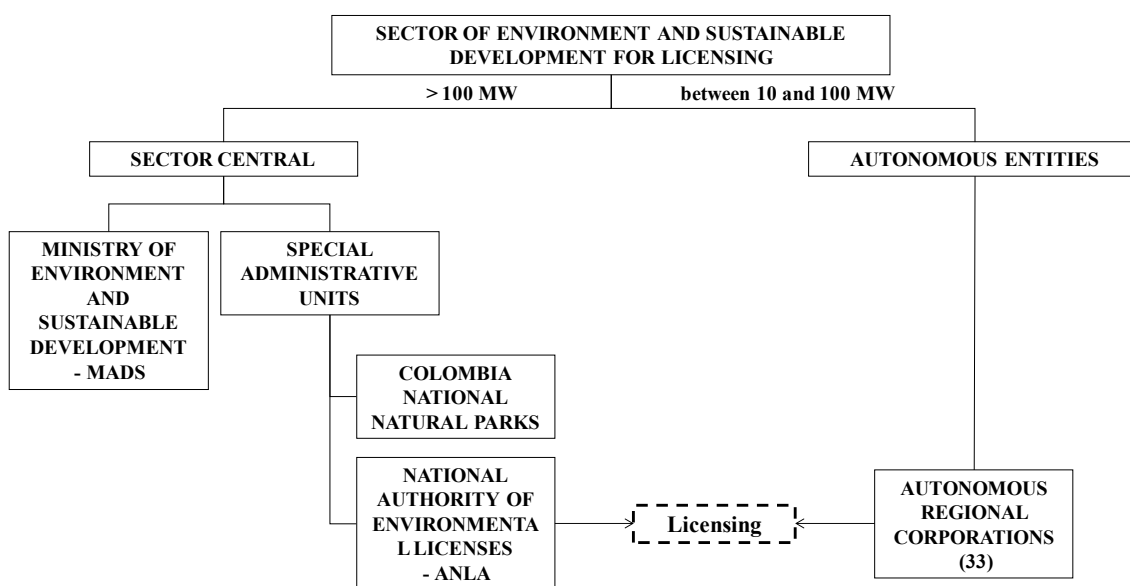 SECTOR OF ENVIRONMENT AND SUSTAINABLE
DEVELOPMENT FOR LICENSING
> 100 MW
between 10 and 100 MW
SECTOR CENTRAL
AUTONOMOUS ENTITIES
MINISTRY OF
ENVIRONMENT
AND
SUSTAINABLE
DEVELOPMENT
- MADS
SPECIAL
ADMINISTRATIVE
UNITS
COLOMBIA
NATIONAL
NATURAL PARKS
NATIONAL
AUTHORITY OF
ENVIRONMENTA
L LICENSES
- ANLA
Licensing
AUTONOMOUS
REGIONAL
CORPORATIONS
(33)